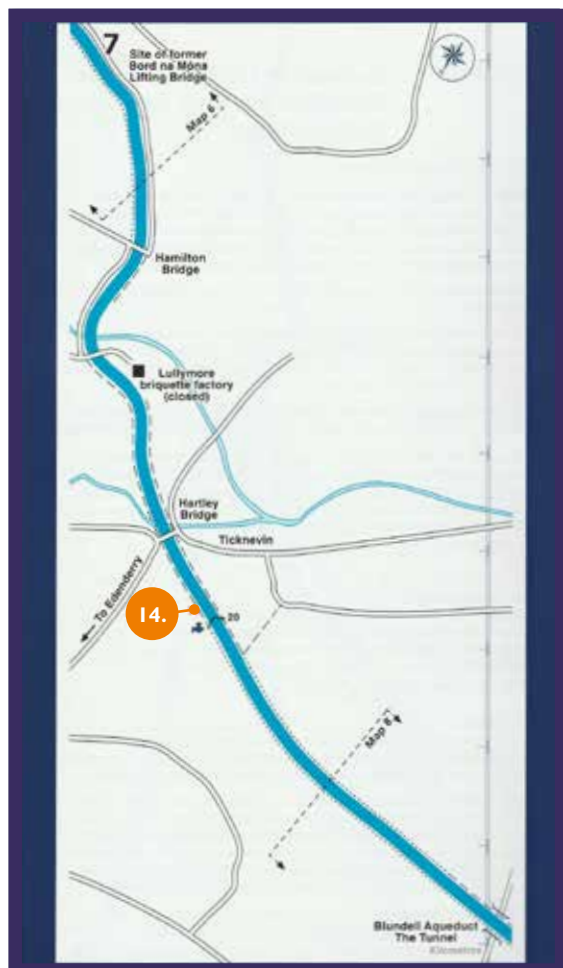 7
Site of former
Bord na Móna
Lifting Bridge
Map 6
Hamilton
Bridge
Lullymore
briquette factory
(closed)
Hartley
Bridge
Ticknevin
To Edenderry
14.
20
Map 8
Blundell Aqueduct
The Tunnel
Kilometres